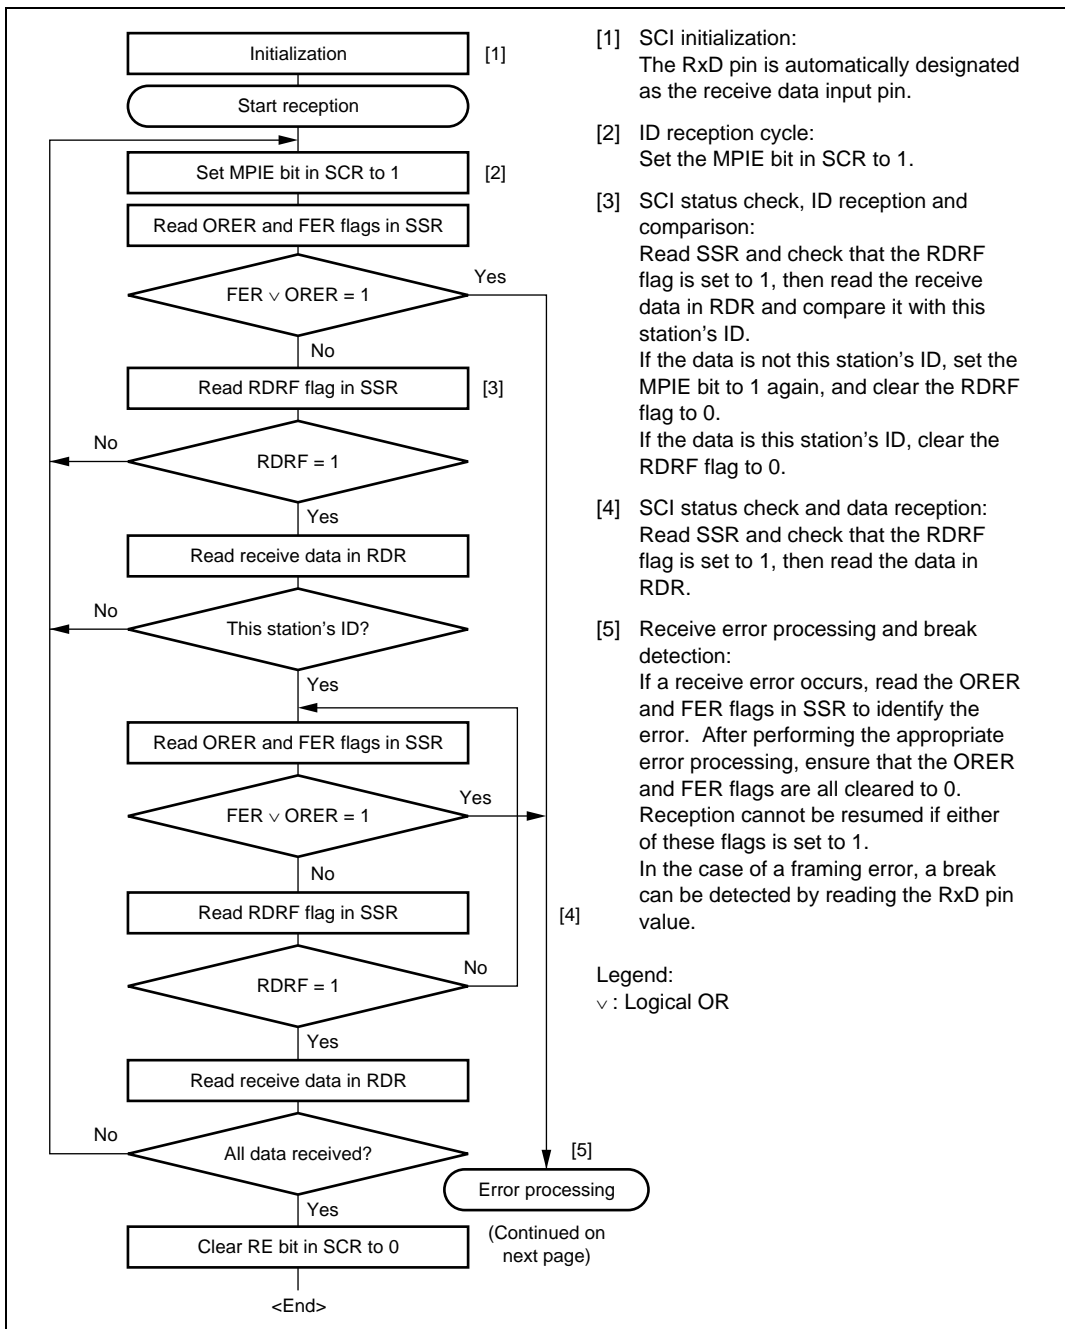 Initialization [1]
Start reception
Set MPIE bit in SCR to 1 [2]
Read ORER and FER flags in SSR
Yes
FER ∨ ORER = 1
No
Read RDRF flag in SSR [3]
No
RDRF = 1
Yes
Read receive data in RDR
No
This station's ID?
Yes
Read ORER and FER flags in SSR
Yes
FER ∨ ORER = 1
No
Read RDRF flag in SSR [4]
No
RDRF = 1
Yes
Read receive data in RDR
No
All data received?
[5]
Error processing
Yes
(Continued on
next page)
Clear RE bit in SCR to 0
<End>
[1] SCI initialization:
The RxD pin is automatically designated
as the receive data input pin.
[2] ID reception cycle:
Set the MPIE bit in SCR to 1.
[3] SCI status check, ID reception and
comparison:
Read SSR and check that the RDRF
flag is set to 1, then read the receive
data in RDR and compare it with this
station's ID.
If the data is not this station's ID, set the
MPIE bit to 1 again, and clear the RDRF
flag to 0.
If the data is this station's ID, clear the
RDRF flag to 0.
[4] SCI status check and data reception:
Read SSR and check that the RDRF
flag is set to 1, then read the data in
RDR.
[5] Receive error processing and break
detection:
If a receive error occurs, read the ORER
and FER flags in SSR to identify the
error. After performing the appropriate
error processing, ensure that the ORER
and FER flags are all cleared to 0.
Reception cannot be resumed if either
of these flags is set to 1.
In the case of a framing error, a break
can be detected by reading the RxD pin
value.
Legend:
∨ : Logical OR